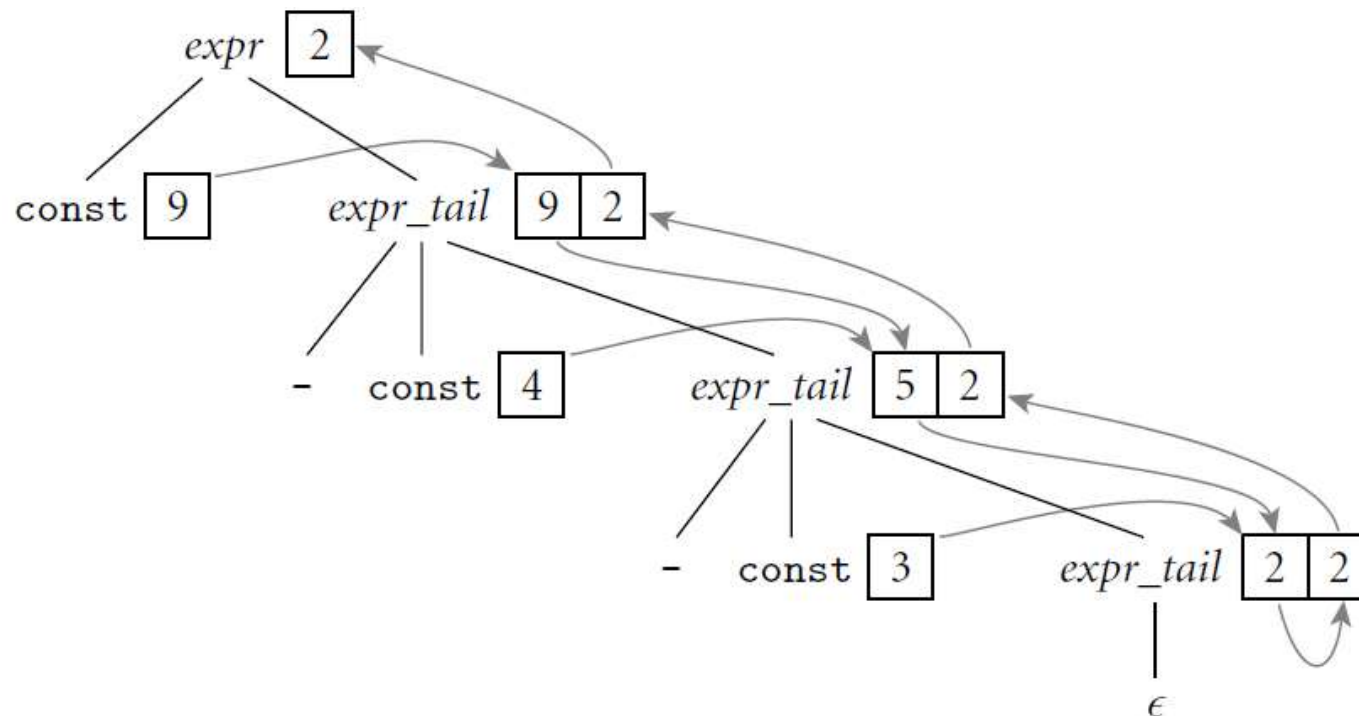 expr 2
const 9 expr_tail 9 2
- const 4 expr_tail 5 2
- const 3 expr_tail 2 2
ϵ